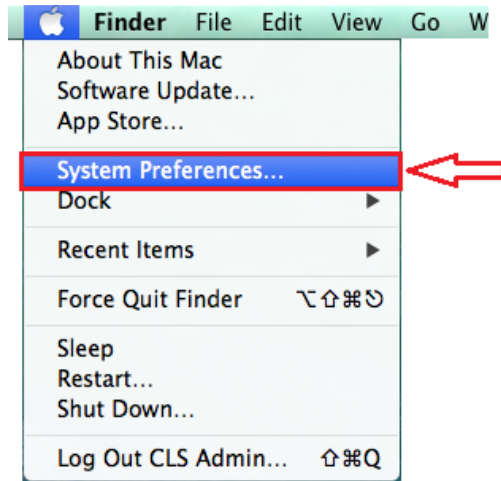 Finder File Edit View Go W
About This Mac
Software Update...
App Store...
System Preferences...
Dock ▶
Recent Items ▶
Force Quit Finder ⌥⇧⌘⎋
Sleep
Restart...
Shut Down...
Log Out CLS Admin... ⇧⌘Q